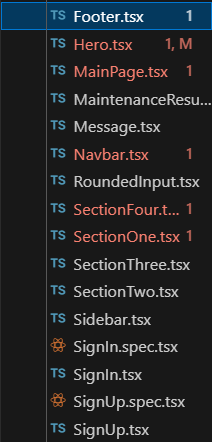 TS Footer.tsx 1
TS Hero.tsx 1, M
TS MainPage.tsx 1
TS MaintenanceResu...
TS Message.tsx
TS Navbar.tsx 1
TS RoundedInput.tsx
TS SectionFour.t... 1
TS SectionOne.tsx 1
TS SectionThree.tsx
TS SectionTwo.tsx
TS Sidebar.tsx
SignIn.spec.tsx
TS SignIn.tsx
SignUp.spec.tsx
TS SignUp.tsx